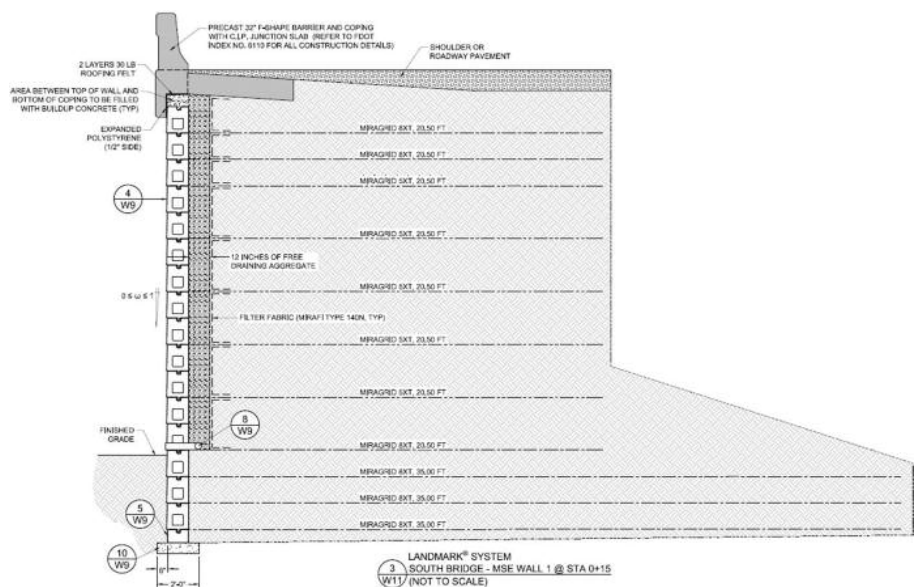 PRECAST 32" F-SHAPE BARRIER AND COPING
WITH C.I.P. JUNCTION SLAB (REFER TO FDOT
INDEX NO. 6110 FOR ALL CONSTRUCTION DETAILS)
SHOULDER OR
ROADWAY PAVEMENT
2 LAYERS 30 LB
ROOFING FELT
AREA BETWEEN TOP OF WALL AND
BOTTOM OF COPING TO BE FILLED
WITH BUILDUP CONCRETE (TYP)
EXPANDED
POLYSTYRENE
(1/2" SIDE)
MIRAGRID 8XT, 20.50 FT
MIRAGRID 8XT, 20.50 FT
MIRAGRID 5XT, 20.50 FT
4
W9
MIRAGRID 5XT, 20.50 FT
12 INCHES OF FREE
DRAINING AGGREGATE
0 ≤ ω ≤ 1
MIRAGRID 5XT, 20.50 FT
FILTER FABRIC (MIRAFI TYPE 140N, TYP)
MIRAGRID 5XT, 20.50 FT
MIRAGRID 5XT, 20.50 FT
8
W9
FINISHED
GRADE
MIRAGRID 8XT, 20.50 FT
MIRAGRID 8XT, 35.00 FT
MIRAGRID 8XT, 35.00 FT
5
W9
MIRAGRID 8XT, 35.00 FT
10
W9
6"
2'-0"
LANDMARK® SYSTEM
3
W11
SOUTH BRIDGE - MSE WALL 1 @ STA 0+15
(NOT TO SCALE)